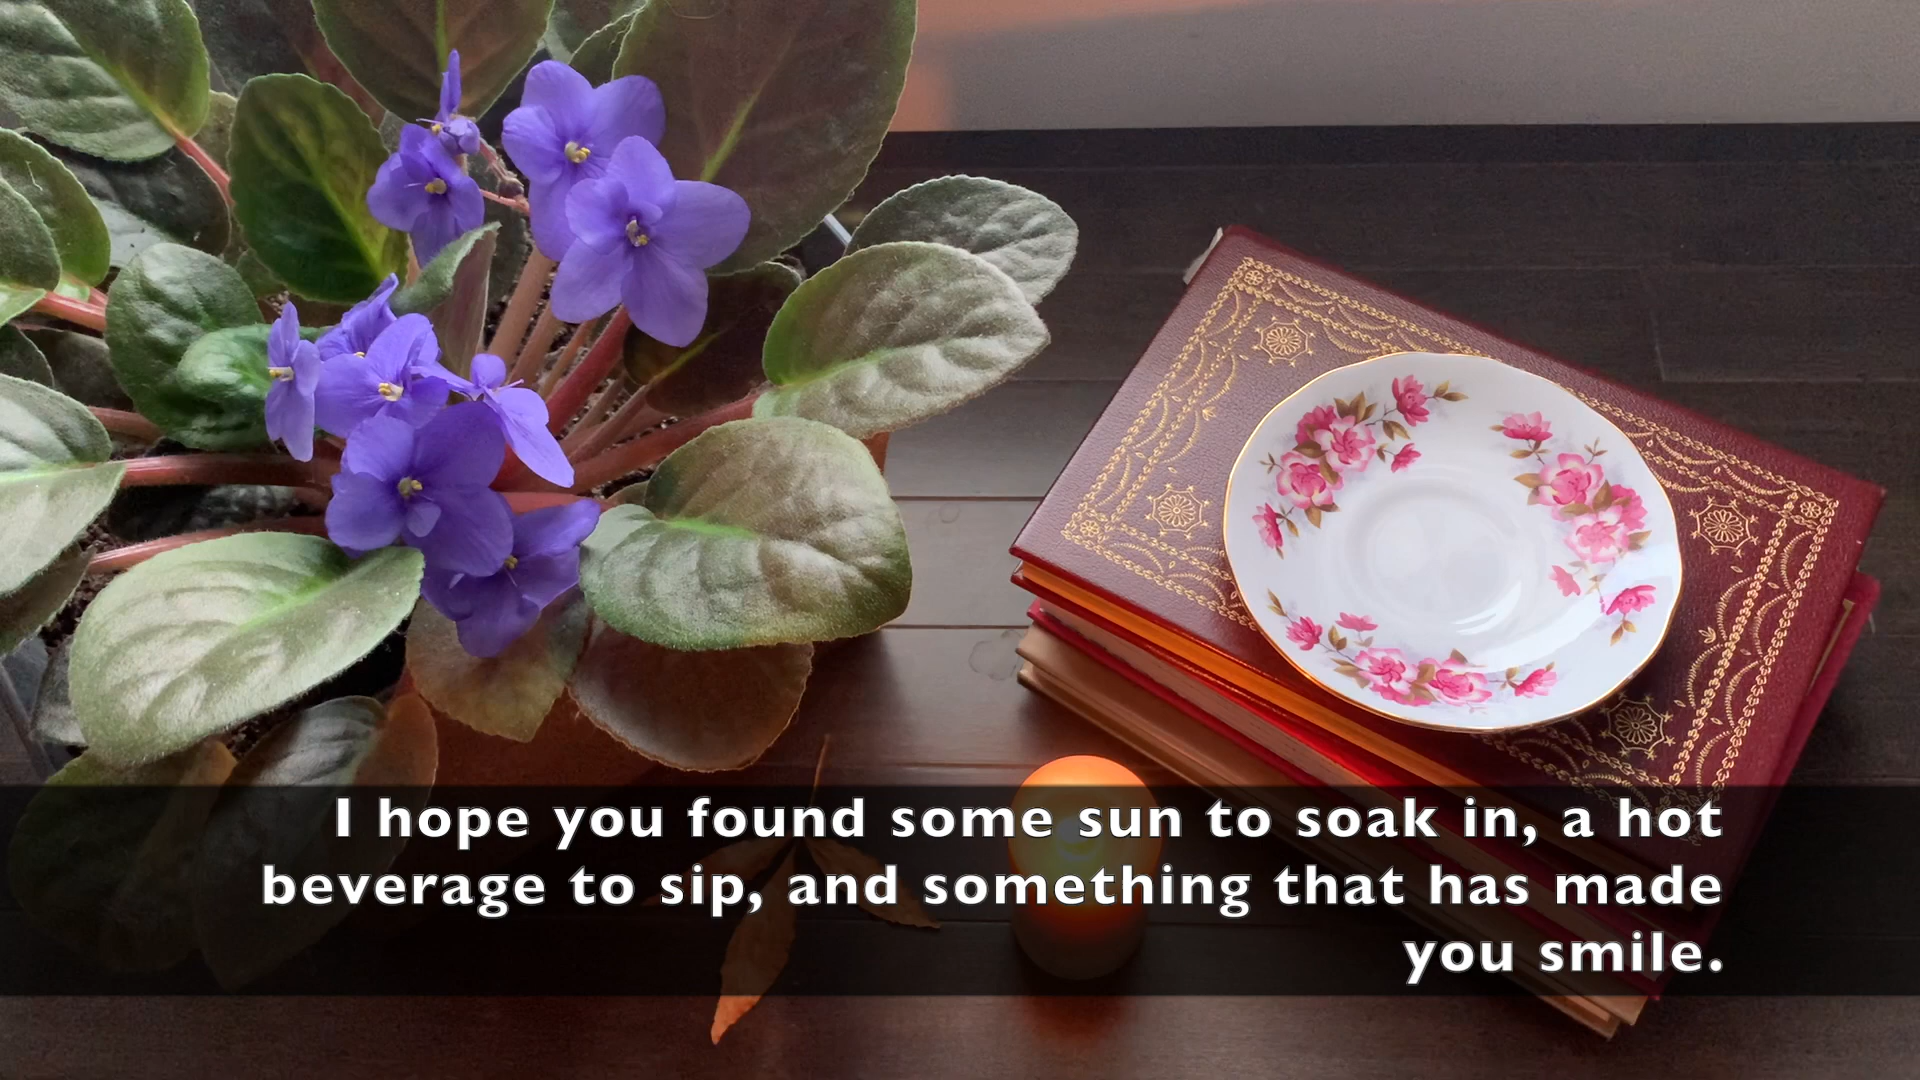 I hope you found some sun to soak in, a hot
beverage to sip, and something that has made
you smile.